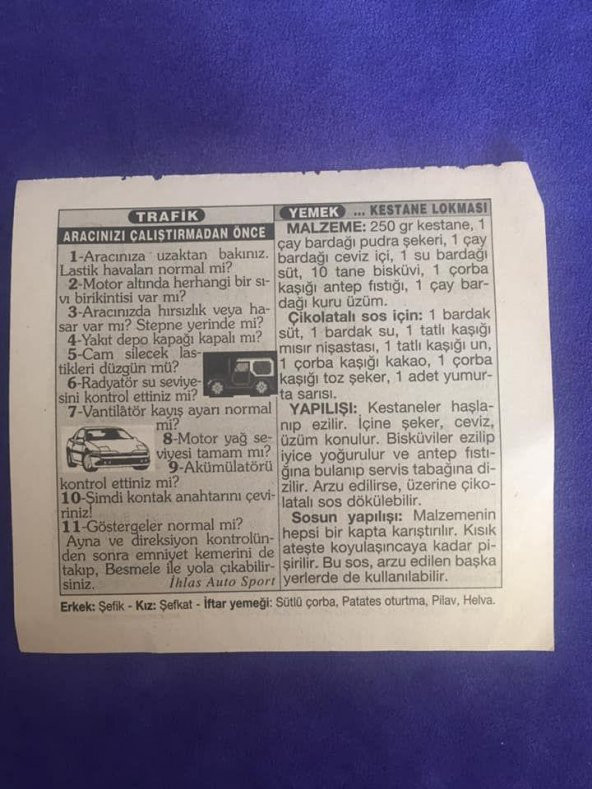 TRAFİK
ARACINIZI ÇALIŞTIRMADAN ÖNCE
1-Aracınıza uzaktan bakınız.
Lastik havaları normal mi?
2-Motor altında herhangi bir sı-
vı birikintisi var mı?
3-Aracınızda hırsızlık veya ha-
sar var mı? Stepne yerinde mi?
4-Yakıt depo kapağı kapalı mı?
5-Cam silecek las-
tikleri düzgün mü?
6-Radyatör su seviye-
sini kontrol ettiniz mi?
7-Vantilâtör kayış ayarı normal
mi?
8-Motor yağ se-
viyesi tamam mı?
9-Akümülatörü
kontrol ettiniz mi?
10-Şimdi kontak anahtarını çevi-
riniz!
11-Göstergeler normal mi?
Ayna ve direksiyon kontrolün-
den sonra emniyet kemerini de
takıp, Besmele ile yola çıkabilir-
siniz. İhlas Auto Sport
YEMEK ... KESTANE LOKMASI
MALZEME: 250 gr kestane, 1
çay bardağı pudra şekeri, 1 çay
bardağı ceviz içi, 1 su bardağı
süt, 10 tane bisküvi, 1 çorba
kaşığı antep fıstığı, 1 çay bar-
dağı kuru üzüm.
Çikolatalı sos için: 1 bardak
süt, 1 bardak su, 1 tatlı kaşığı
mısır nişastası, 1 tatlı kaşığı un,
1 çorba kaşığı kakao, 1 çorba
kaşığı toz şeker, 1 adet yumur-
ta sarısı.
YAPILIŞI: Kestaneler haşla-
nıp ezilir. İçine şeker, ceviz,
üzüm konulur. Bisküviler ezilip
iyice yoğurulur ve antep fıstı-
ğına bulanıp servis tabağına di-
zilir. Arzu edilirse, üzerine çiko-
latalı sos dökülebilir.
Sosun yapılışı: Malzemenin
hepsi bir kapta karıştırılır. Kısık
ateşte koyulaşıncaya kadar pi-
şirilir. Bu sos, arzu edilen başka
yerlerde de kullanılabilir.
Erkek: Şefik - Kız: Şefkat - İftar yemeği: Sütlü çorba, Patates oturtma, Pilav, Helva.